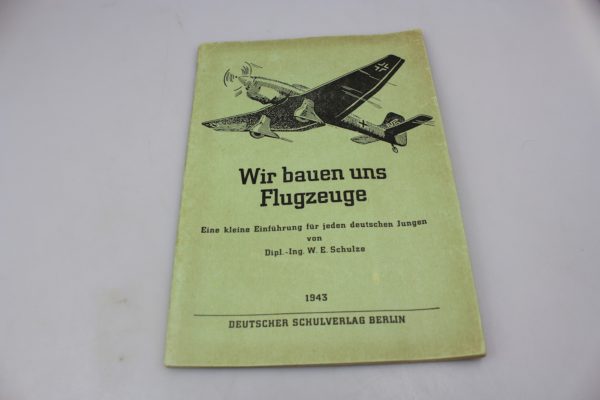 Wir bauen uns
Flugzeuge
Eine kleine Einführung für jeden deutschen Jungen
von
Dipl.-Ing. W. E. Schulze
1943
DEUTSCHER SCHULVERLAG BERLIN